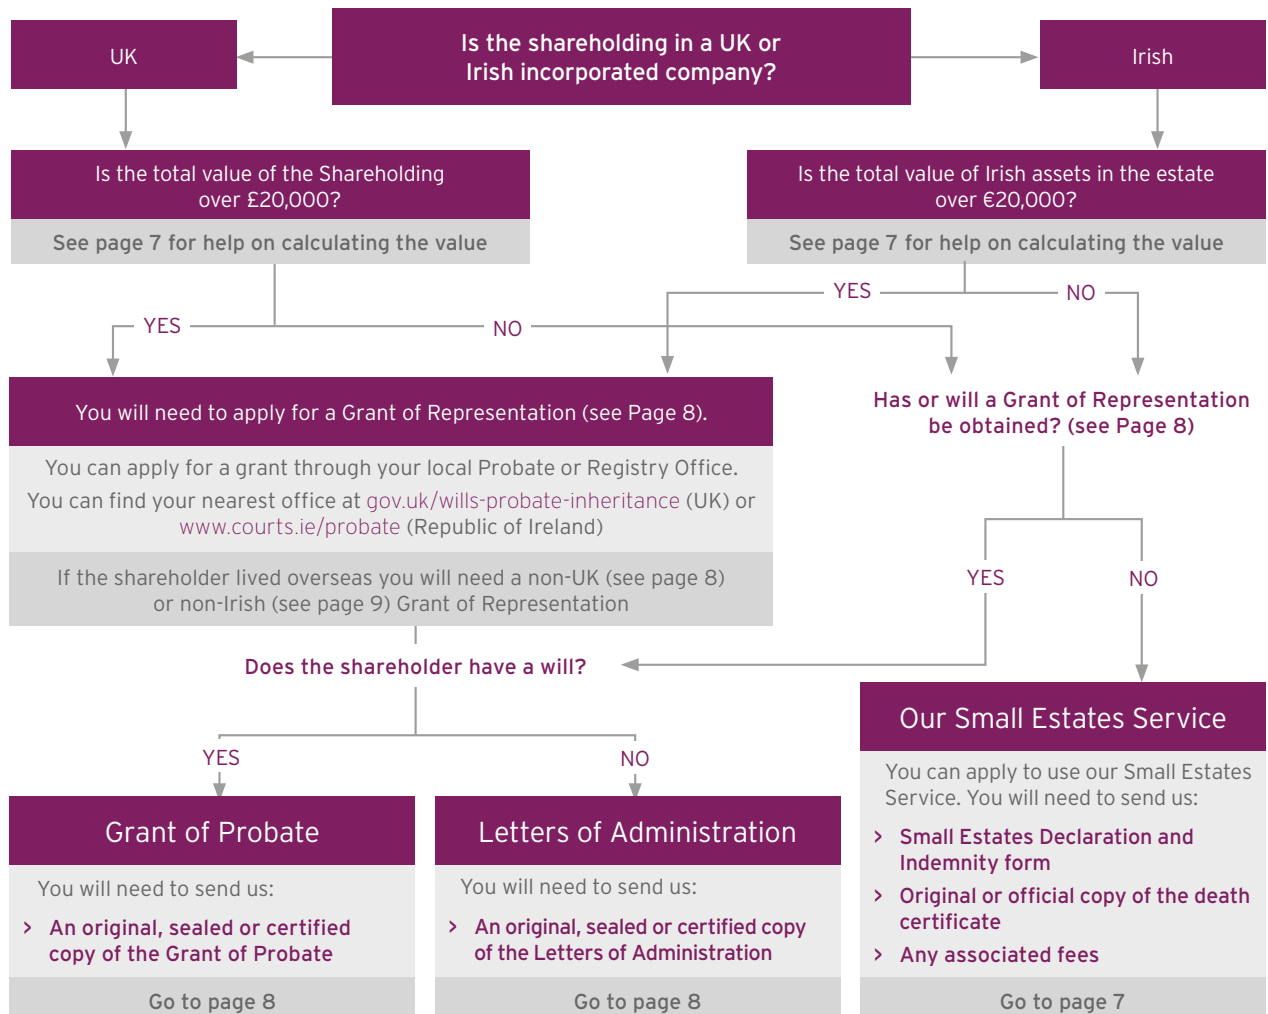 Is the shareholding in a UK or
Irish incorporated company?
UK
Irish
Is the total value of the Shareholding
over £20,000?
See page 7 for help on calculating the value
Is the total value of Irish assets in the estate
over €20,000?
See page 7 for help on calculating the value
YES
NO
YES
NO
You will need to apply for a Grant of Representation (see Page 8).
You can apply for a grant through your local Probate or Registry Office.
You can find your nearest office at gov.uk/wills-probate-inheritance (UK) or
www.courts.ie/probate (Republic of Ireland)
If the shareholder lived overseas you will need a non-UK (see page 8)
or non-Irish (see page 9) Grant of Representation
Has or will a Grant of Representation
be obtained? (see Page 8)
YES
NO
Does the shareholder have a will?
YES
NO
Grant of Probate
You will need to send us:
> An original, sealed or certified
copy of the Grant of Probate
Go to page 8
Letters of Administration
You will need to send us:
> An original, sealed or certified copy
of the Letters of Administration
Go to page 8
Our Small Estates Service
You can apply to use our Small Estates
Service. You will need to send us:
> Small Estates Declaration and
Indemnity form
> Original or official copy of the death
certificate
> Any associated fees
Go to page 7